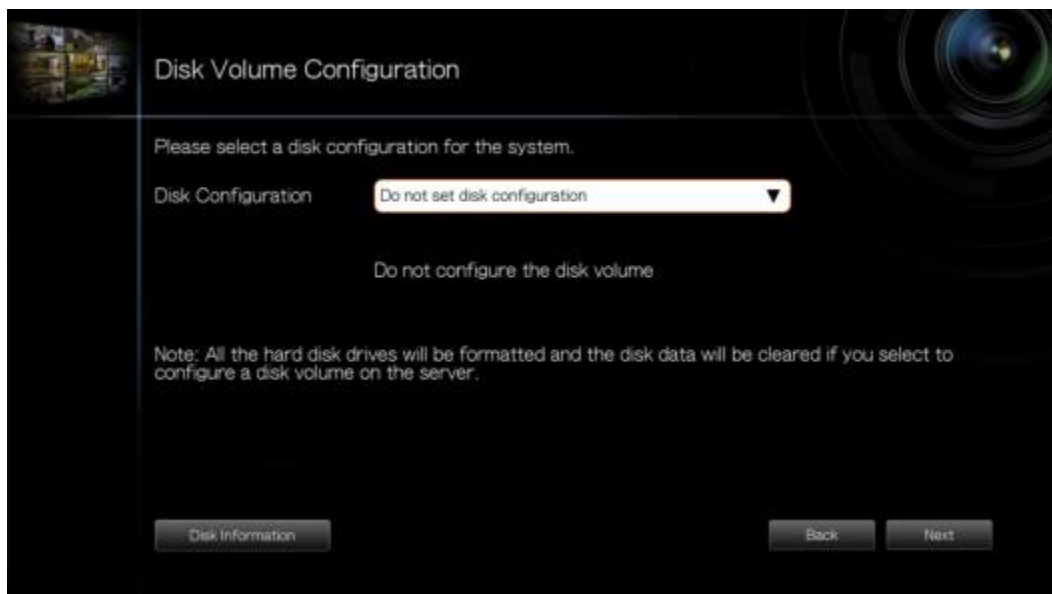 Disk Volume Configuration
Please select a disk configuration for the system.
Disk Configuration
Do not set disk configuration
Do not configure the disk volume
Note: All the hard disk drives will be formatted and the disk data will be cleared if you select to
configure a disk volume on the server.
Disk Information
Back
Next